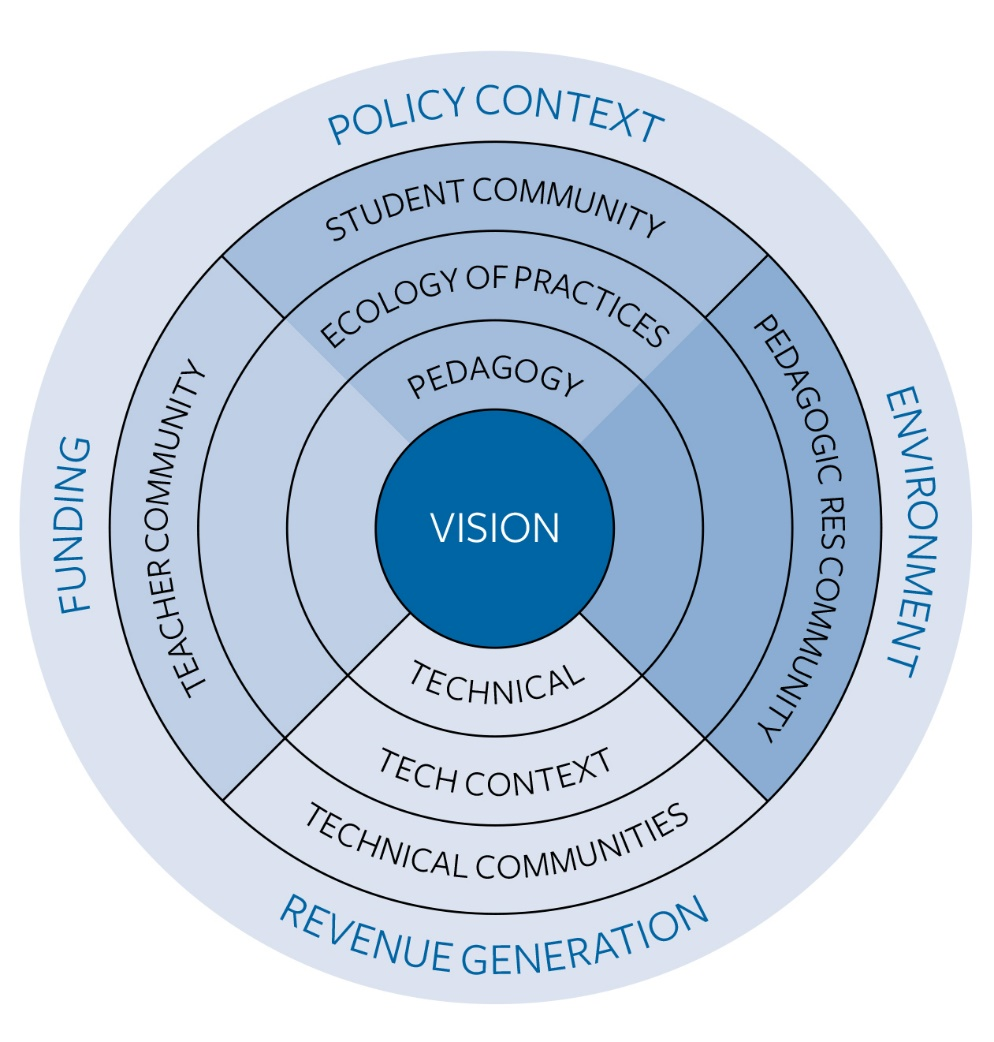 POLICY CONTEXT
STUDENT COMMUNITY
ECOLOGY OF PRACTICES
PEDAGOGY
FUNDING
TEACHER COMMUNITY
VISION
PEDAGOGIC RES COMMUNITY
ENVIRONMENT
TECHNICAL
TECH CONTEXT
TECHNICAL COMMUNITIES
REVENUE GENERATION